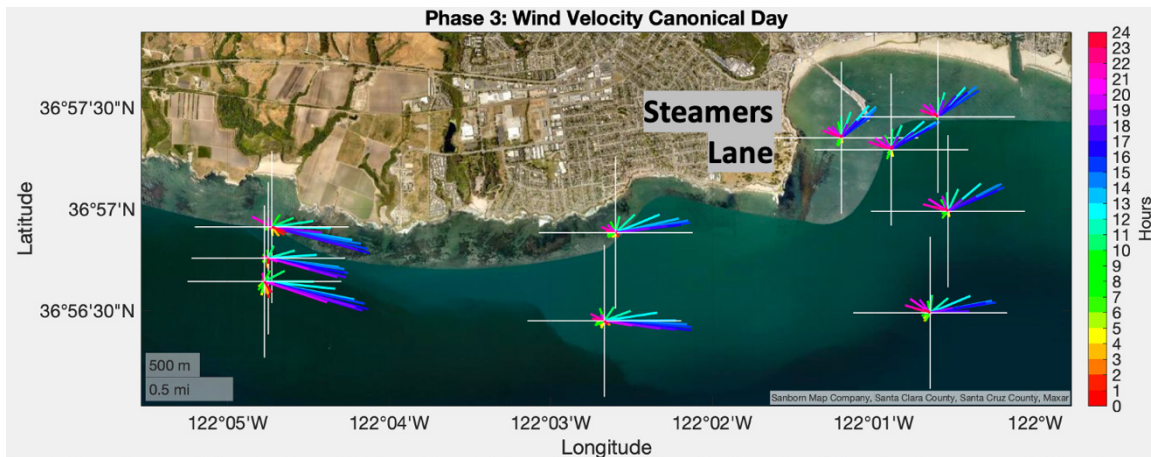 Phase 3: Wind Velocity Canonical Day
36°57'30"N
36°57'N
36°56'30"N
Latitude
Steamers
Lane
500 m
0.5 mi
Sanborn Map Company, Santa Clara County, Santa Cruz County, Maxar
122°05'W
122°04'W
122°03'W
122°02'W
122°01'W
122°W
Longitude
24
23
22
21
20
19
18
17
16
15
14
13
12
11
10
9
8
7
6
5
4
3
2
1
0
Hours